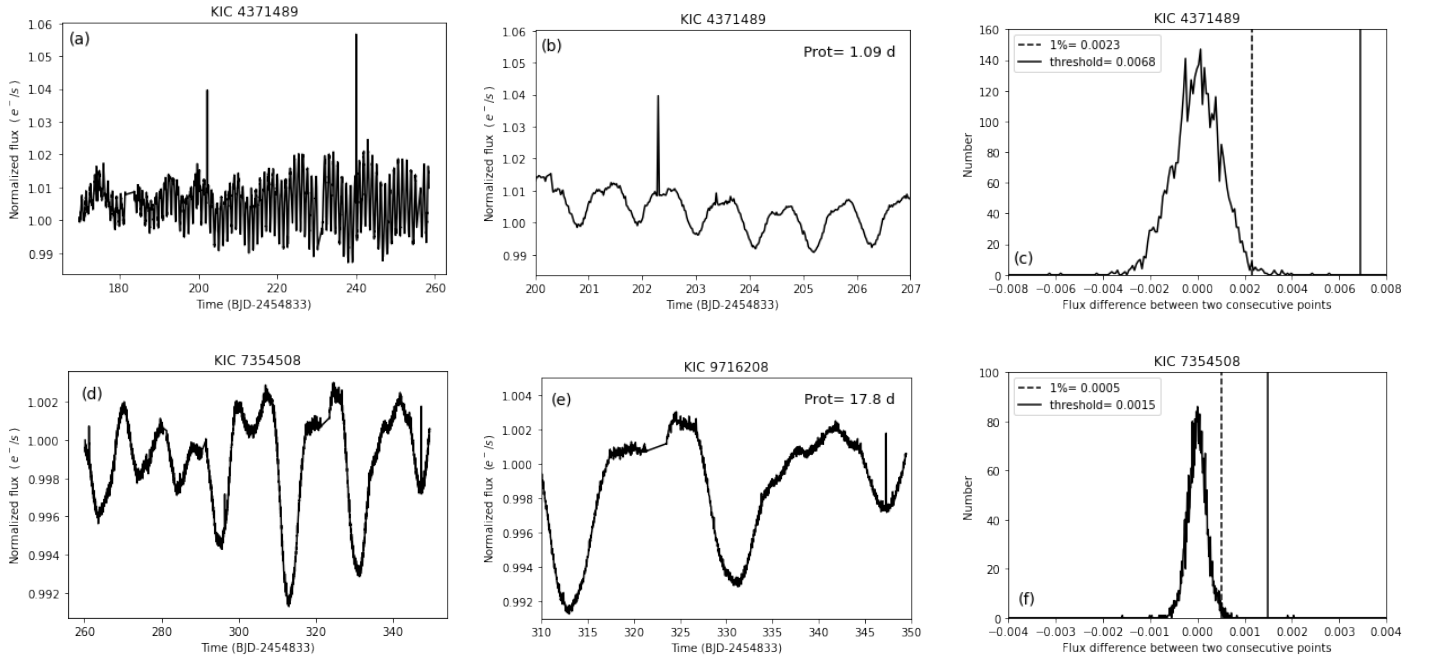 KIC 4371489
(a)
Normalized flux ( e⁻/s )
1.06
1.05
1.04
1.03
1.02
1.01
1.00
0.99
180 200 220 240 260
Time (BJD-2454833)
KIC 4371489
(b)
Prot= 1.09 d
Normalized flux ( e⁻/s )
1.06
1.05
1.04
1.03
1.02
1.01
1.00
0.99
200 201 202 203 204 205 206 207
Time (BJD-2454833)
KIC 4371489
1%= 0.0023
threshold= 0.0068
Number
160
140
120
100
80
60
40
20
0
(c)
−0.008 −0.006 −0.004 −0.002 0.000 0.002 0.004 0.006 0.008
Flux difference between two consecutive points
KIC 7354508
(d)
Normalized flux ( e⁻/s )
1.002
1.000
0.998
0.996
0.994
0.992
260 280 300 320 340
Time (BJD-2454833)
KIC 9716208
(e)
Prot= 17.8 d
Normalized flux (e⁻/s)
1.004
1.002
1.000
0.998
0.996
0.994
0.992
310 315 320 325 330 335 340 345 350
Time (BJD-2454833)
KIC 7354508
1%= 0.0005
threshold= 0.0015
Number
100
80
60
40
20
0
(f)
−0.004 −0.003 −0.002 −0.001 0.000 0.001 0.002 0.003 0.004
Flux difference between two consecutive points